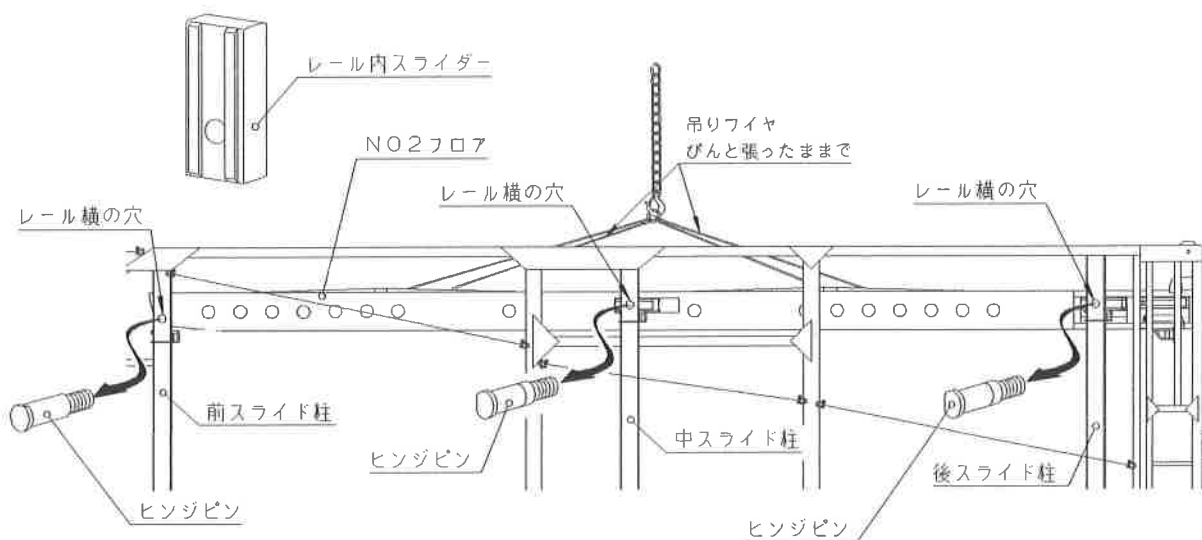 レール内スライダー
吊りワイヤ
ぴんと張ったままで
NO2フロア
レール横の穴
レール横の穴
レール横の穴
前スライド柱
ヒンジピン
中スライド柱
後スライド柱
ヒンジピン
ヒンジピン